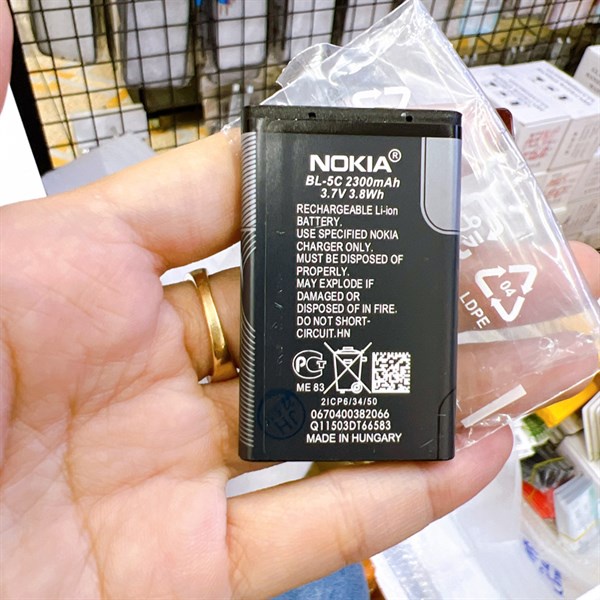 NOKIA®
BL-5C 2300mAh
3.7V 3.8Wh
RECHARGEABLE Li-ion
BATTERY.
USE SPECIFIED NOKIA
CHARGER ONLY.
MUST BE DISPOSED OF
PROPERLY.
MAY EXPLODE IF
DAMAGED OR
DISPOSED OF IN FIRE.
DO NOT SHORT-
CIRCUIT.HN
ME 83
2ICP6/34/50
0670400382066
Q11503DT66583
MADE IN HUNGARY
04
LDPE